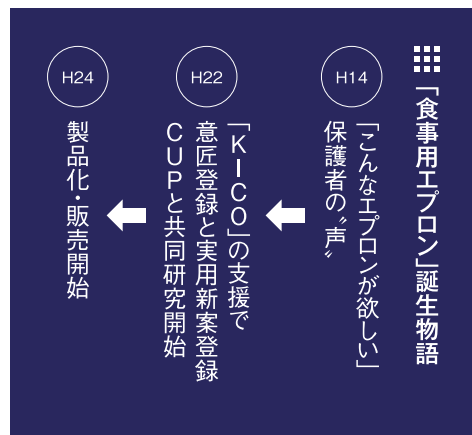 「食事用エプロン」誕生物語
H14
「こんなエプロンが欲しい」
保護者の〝声〟
H22
「KICO」の支援で
意匠登録と実用新案登録
CUPと共同研究開始
H24
製品化・販売開始